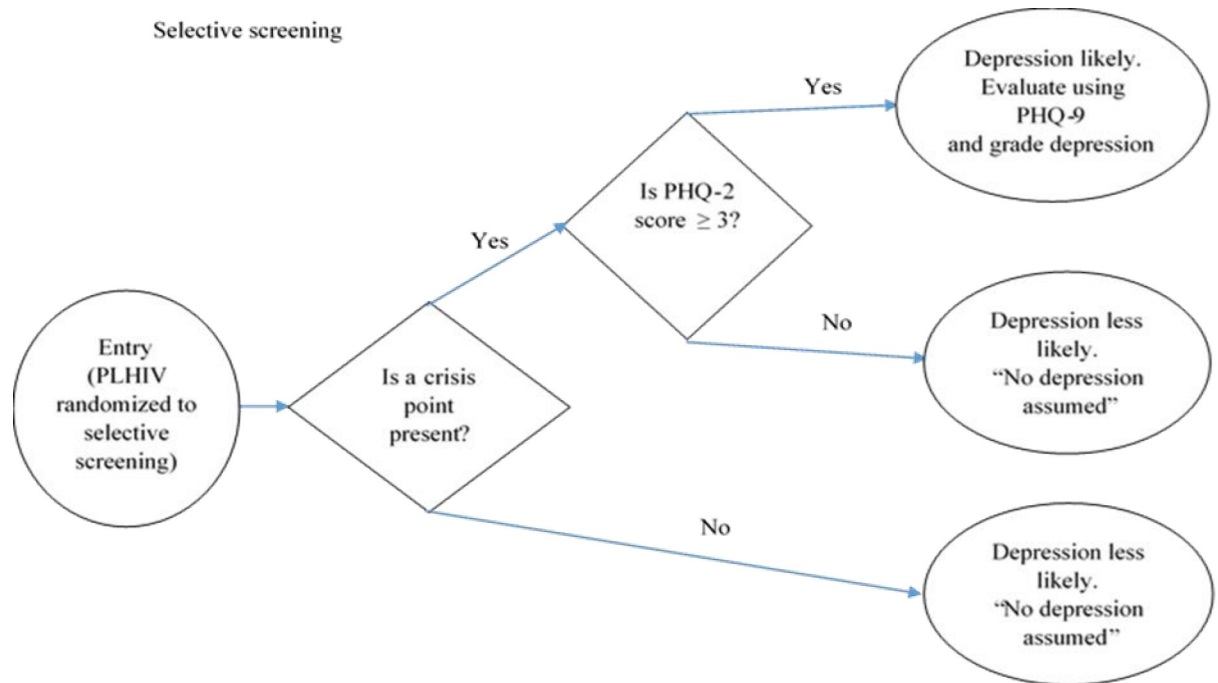 Selective screening
Entry
(PLHIV
randomized to
selective
screening)
Is a crisis
point
present?
Yes
Is PHQ-2
score ≥ 3?
Yes
Depression likely.
Evaluate using
PHQ-9
and grade depression
No
Depression less
likely.
“No depression
assumed”
No
Depression less
likely.
“No depression
assumed”